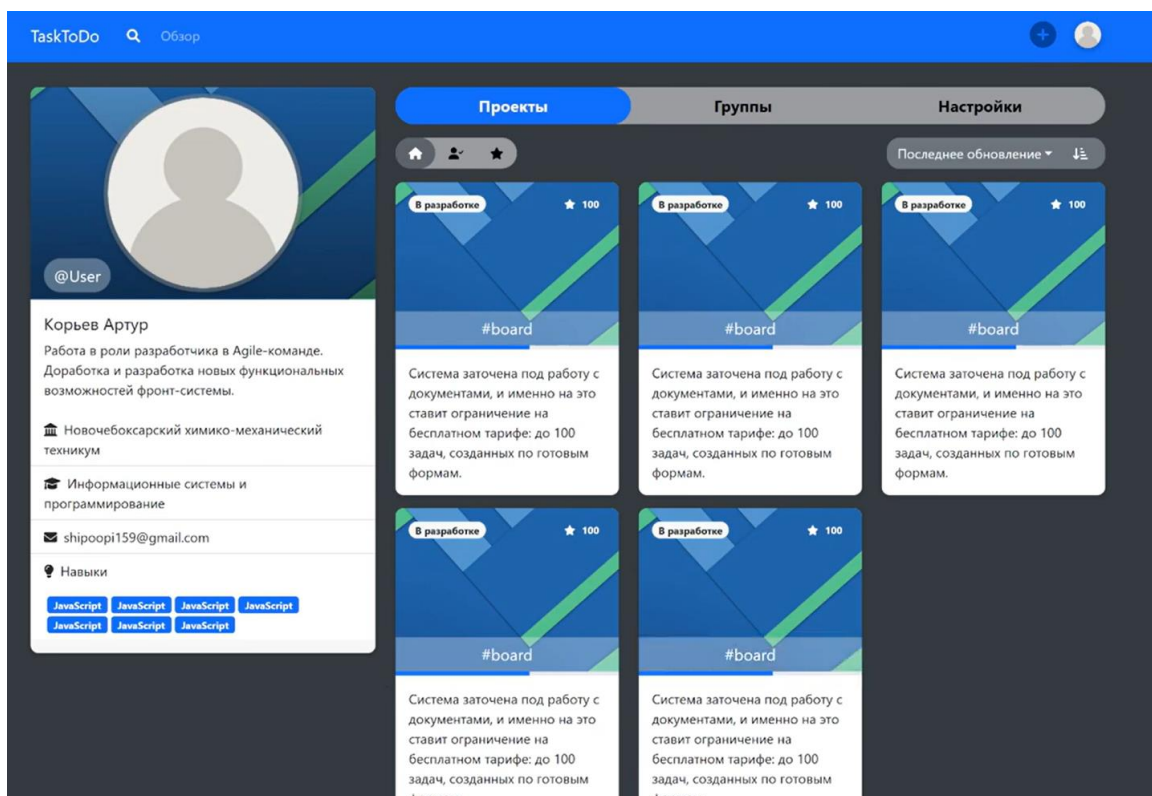 TaskToDo Обзор
@User
Корьев Артур
Работа в роли разработчика в Agile-команде.
Доработка и разработка новых функциональных
возможностей фронт-системы.
Новочебоксарский химико-механический
техникум
Информационные системы и
программирование
shipoopi159@gmail.com
Навыки
JavaScript JavaScript JavaScript JavaScript
JavaScript JavaScript JavaScript
Проекты Группы Настройки
Последнее обновление
В разработке 100
#board
Система заточена под работу с
документами, и именно на это
ставит ограничение на
бесплатном тарифе: до 100
задач, созданных по готовым
формам.
В разработке 100
#board
Система заточена под работу с
документами, и именно на это
ставит ограничение на
бесплатном тарифе: до 100
задач, созданных по готовым
формам.
В разработке 100
#board
Система заточена под работу с
документами, и именно на это
ставит ограничение на
бесплатном тарифе: до 100
задач, созданных по готовым
формам.
В разработке 100
#board
Система заточена под работу с
документами, и именно на это
ставит ограничение на
бесплатном тарифе: до 100
задач, созданных по готовым
В разработке 100
#board
Система заточена под работу с
документами, и именно на это
ставит ограничение на
бесплатном тарифе: до 100
задач, созданных по готовым